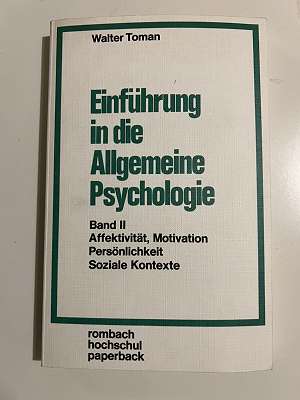 Walter Toman
Einführung
in die
Allgemeine
Psychologie
Band II
Affektivität, Motivation
Persönlichkeit
Soziale Kontexte
rombach
hochschul
paperback